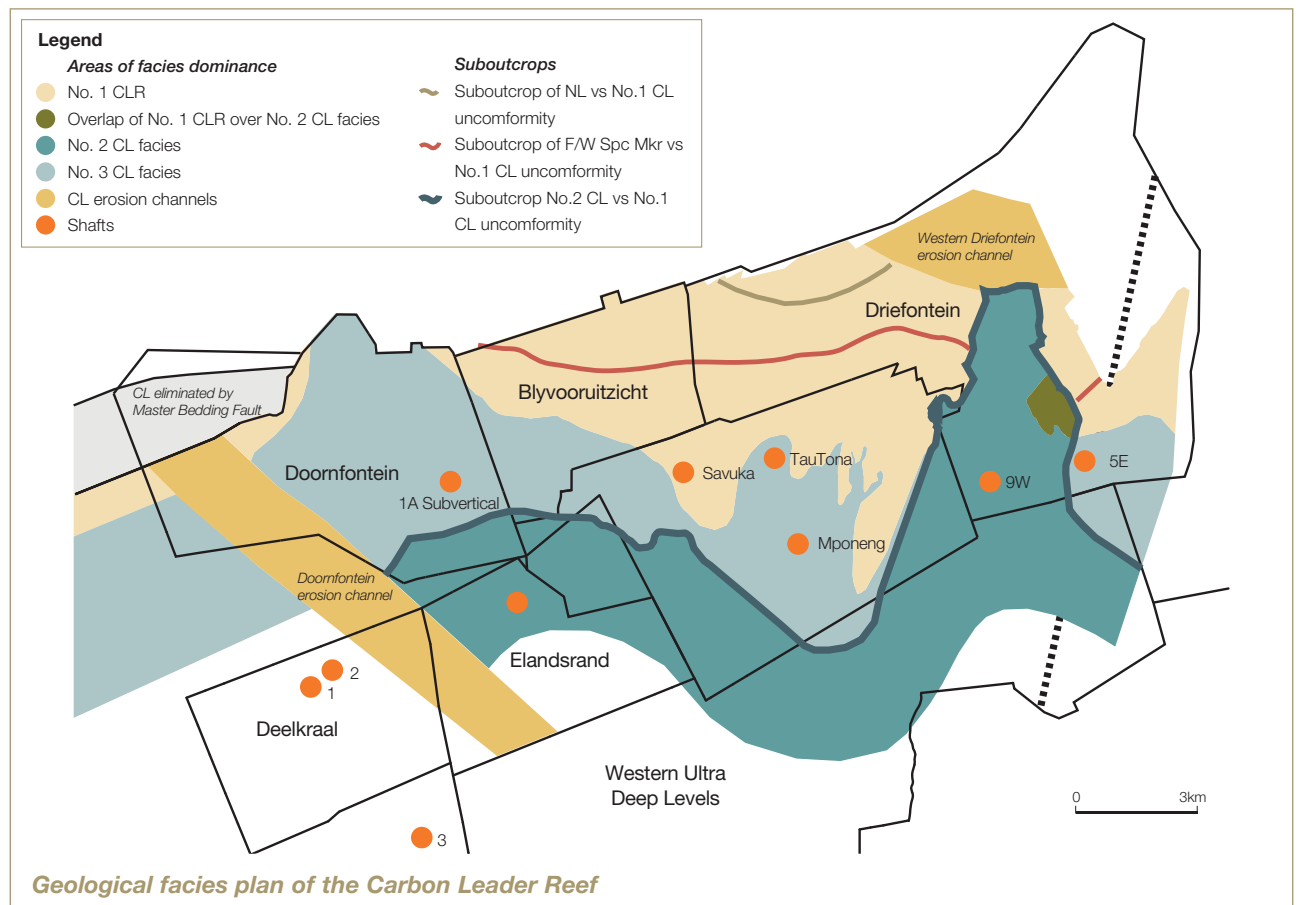 Legend
Areas of facies dominance
No. 1 CLR
Overlap of No. 1 CLR over No. 2 CL facies
No. 2 CL facies
No. 3 CL facies
CL erosion channels
Shafts
Suboutcrops
Suboutcrop of NL vs No.1 CL
uncomformity
Suboutcrop of F/W Spc Mkr vs
No.1 CL uncomformity
Suboutcrop No.2 CL vs No.1
CL uncomformity
Western Driefontein
erosion channel
Driefontein
Blyvooruitzicht
CL eliminated by
Master Bedding Fault
Doornfontein
1A Subvertical
Savuka
TauTona
Mponeng
9W
5E
Doornfontein
erosion channel
Elandsrand
2
1
Deelkraal
Western Ultra
Deep Levels
3
0 3km
Geological facies plan of the Carbon Leader Reef